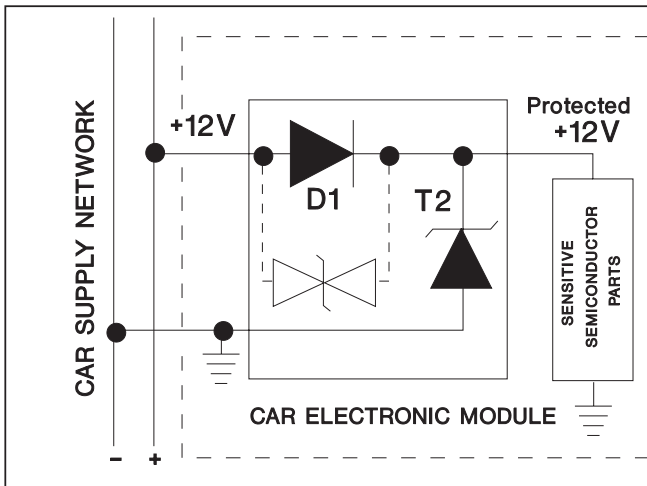 CAR SUPPLY NETWORK
+12V
Protected
+12V
D1
T2
SENSITIVE
SEMICONDUCTOR
PARTS
CAR ELECTRONIC MODULE
- +